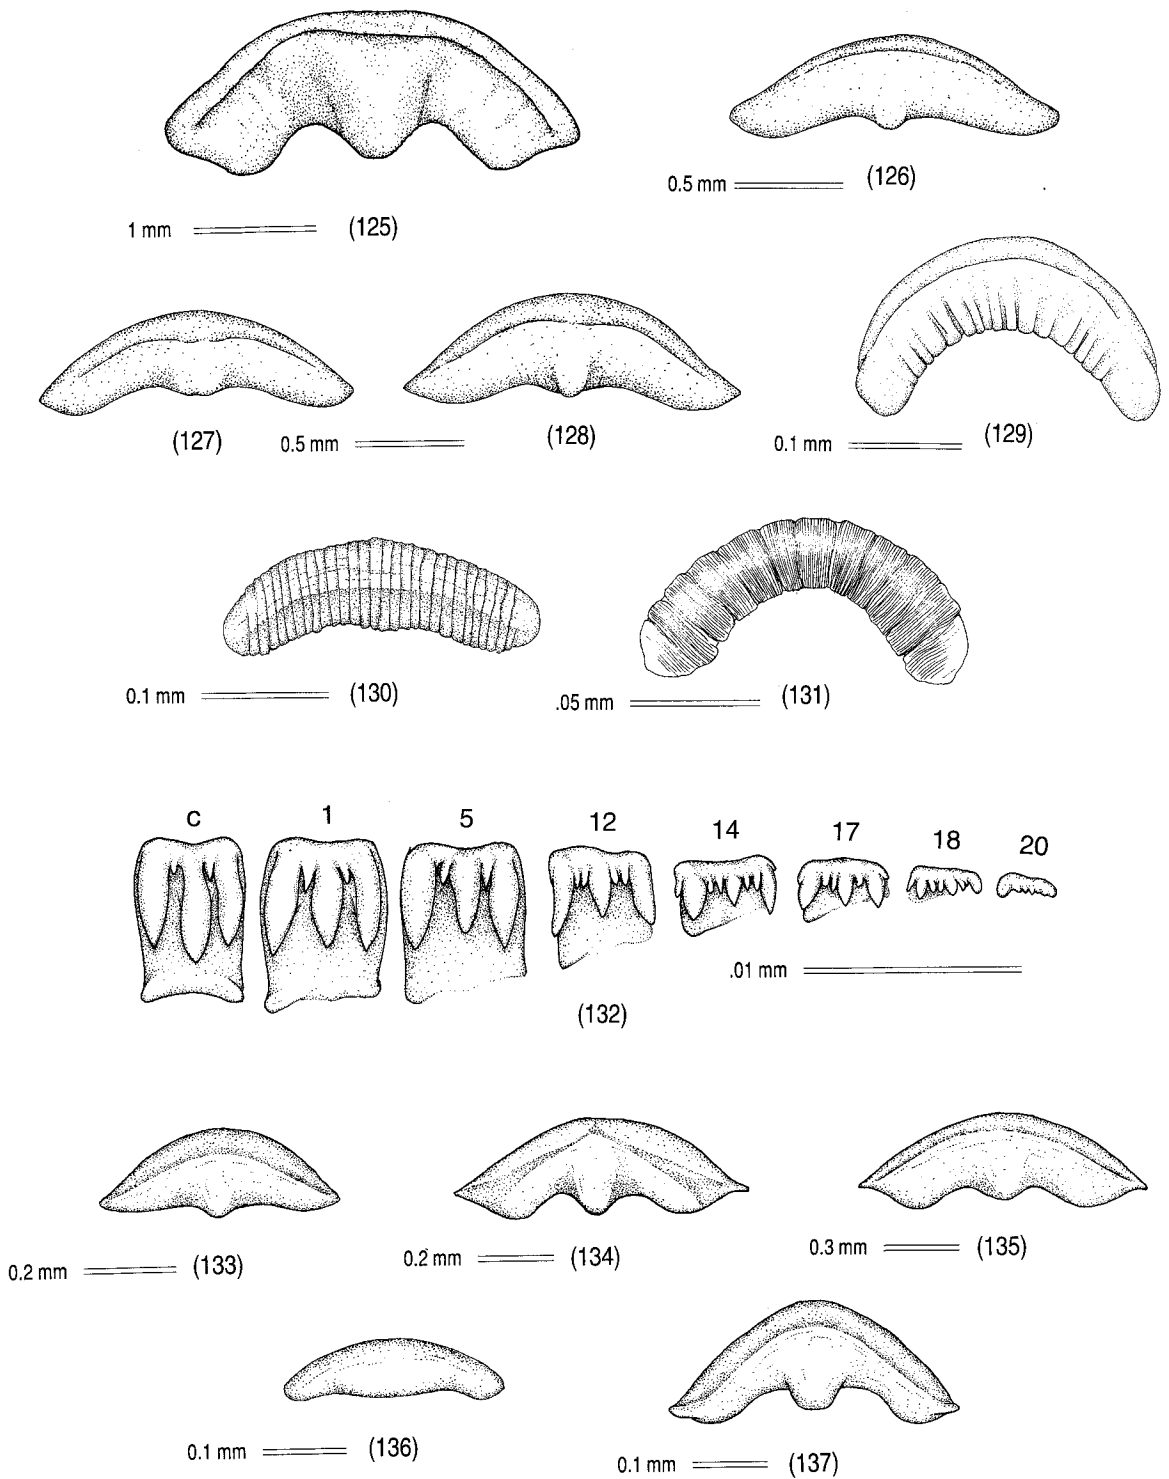 0.5 mm (126)
1 mm (125)
(127) 0.5 mm (128)
0.1 mm (129)
0.1 mm (130)
.05 mm (131)
c 1 5 12 14 17 18 20
.01 mm
(132)
0.2 mm (133)
0.2 mm (134)
0.3 mm (135)
0.1 mm (136)
0.1 mm (137)